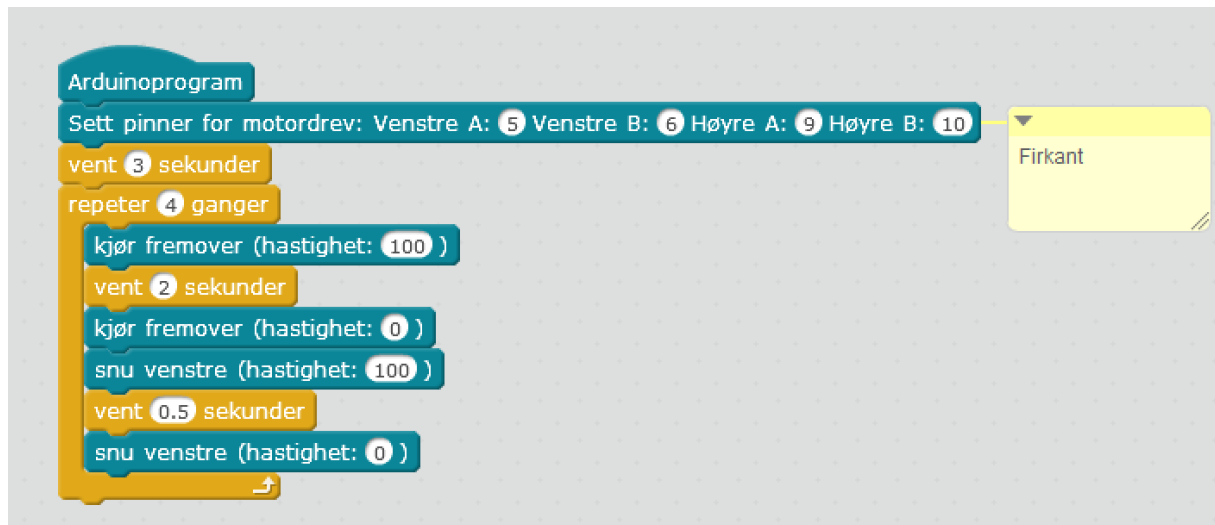 Arduinoprogram
Sett pinner for motordrev: Venstre A: 5 Venstre B: 6 Høyre A: 9 Høyre B: 10
Firkant
vent 3 sekunder
repeter 4 ganger
kjør fremover (hastighet: 100 )
vent 2 sekunder
kjør fremover (hastighet: 0 )
snu venstre (hastighet: 100 )
vent 0.5 sekunder
snu venstre (hastighet: 0 )